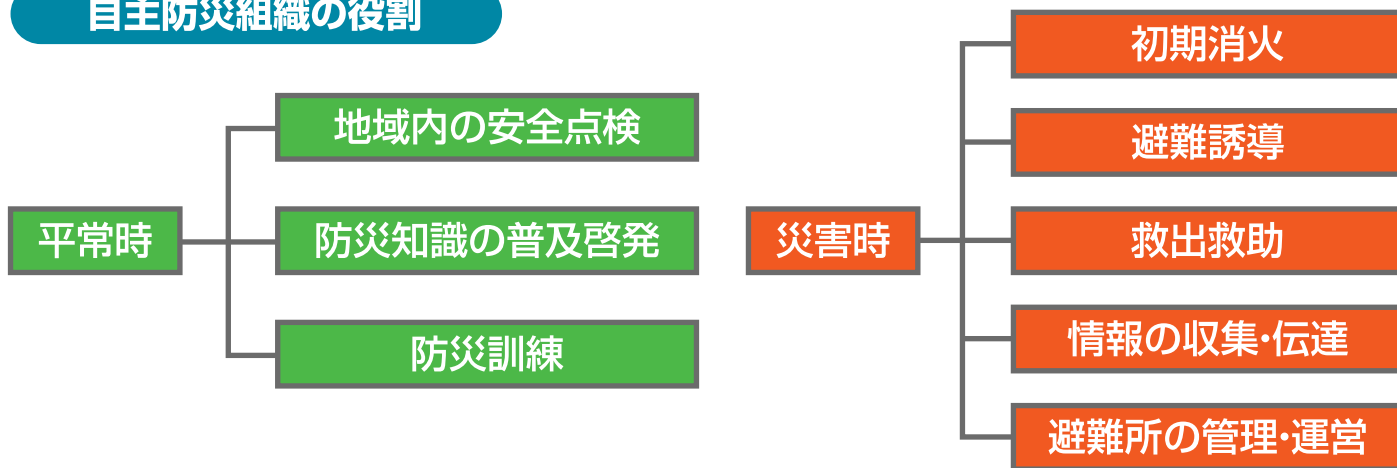 自主防災組織の役割
平常時
地域内の安全点検
防災知識の普及啓発
防災訓練
災害時
初期消火
避難誘導
救出救助
情報の収集・伝達
避難所の管理・運営